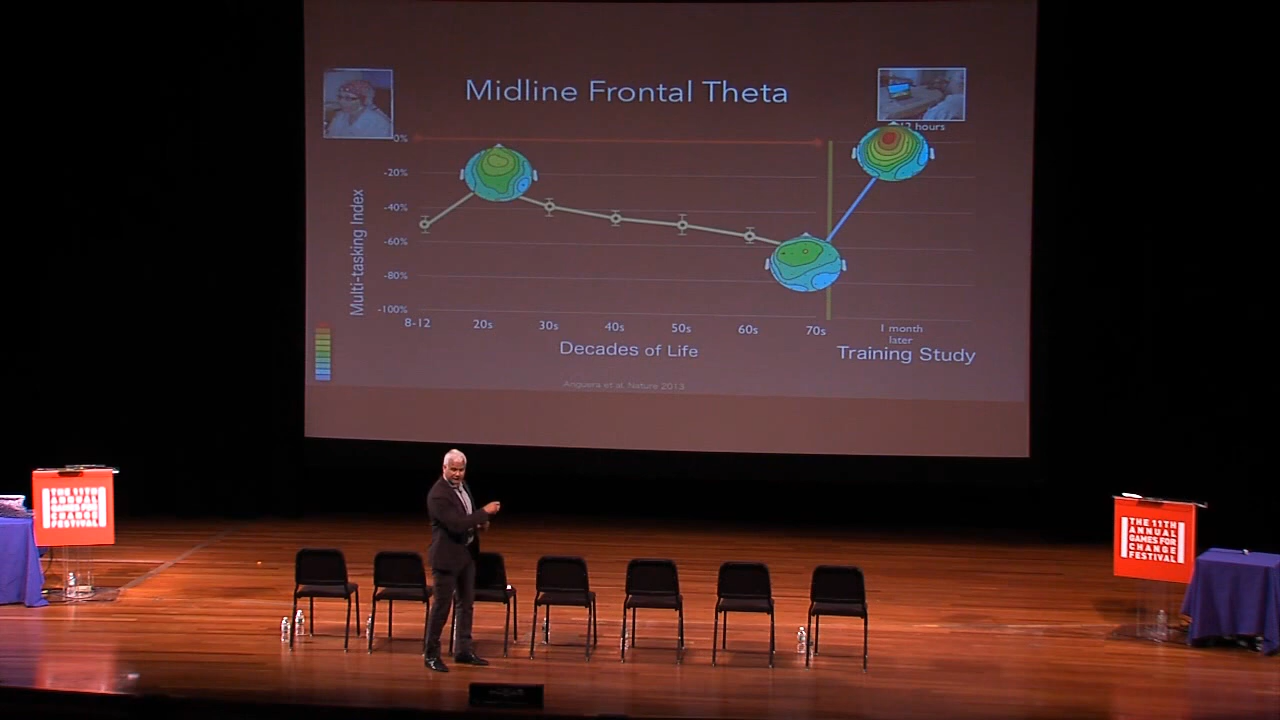 Midline Frontal Theta
12 hours
0%
-20%
-40%
-60%
-80%
-100%
Multi-tasking Index
8-12 20s 30s 40s 50s 60s 70s
1 month
later
Decades of Life
Training Study
Anguera et al. Nature 2013
THE 11TH
ANNUAL
GAMES FOR
CHANGE
FESTIVAL
THE 11TH
ANNUAL
GAMES FOR
CHANGE
FESTIVAL